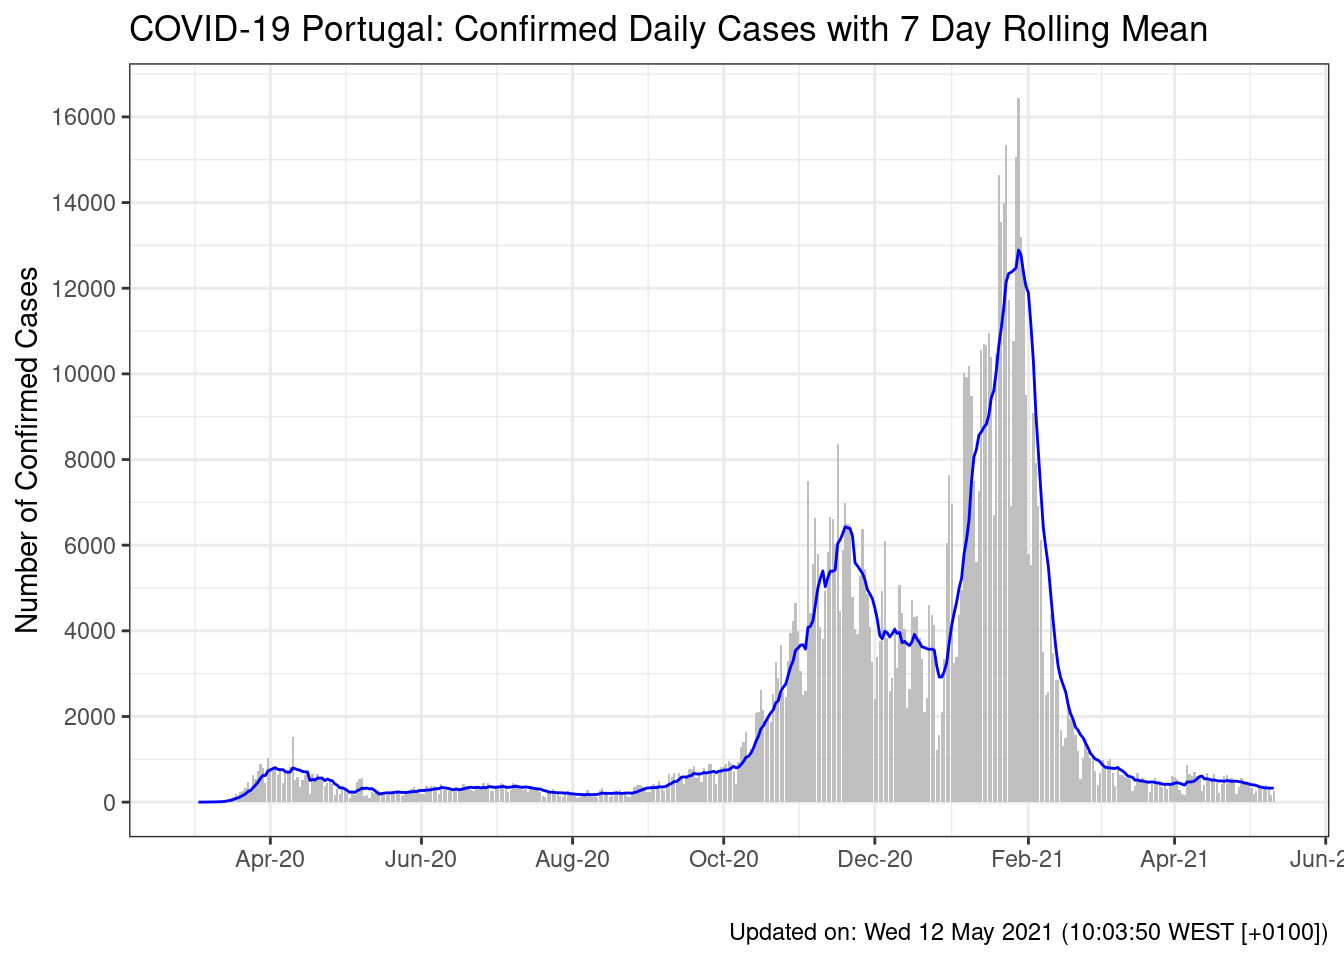 COVID-19 Portugal: Confirmed Daily Cases with 7 Day Rolling Mean
Number of Confirmed Cases
16000
14000
12000
10000
8000
6000
4000
2000
0
Apr-20 Jun-20 Aug-20 Oct-20 Dec-20 Feb-21 Apr-21 Jun-2
Updated on: Wed 12 May 2021 (10:03:50 WEST [+0100])